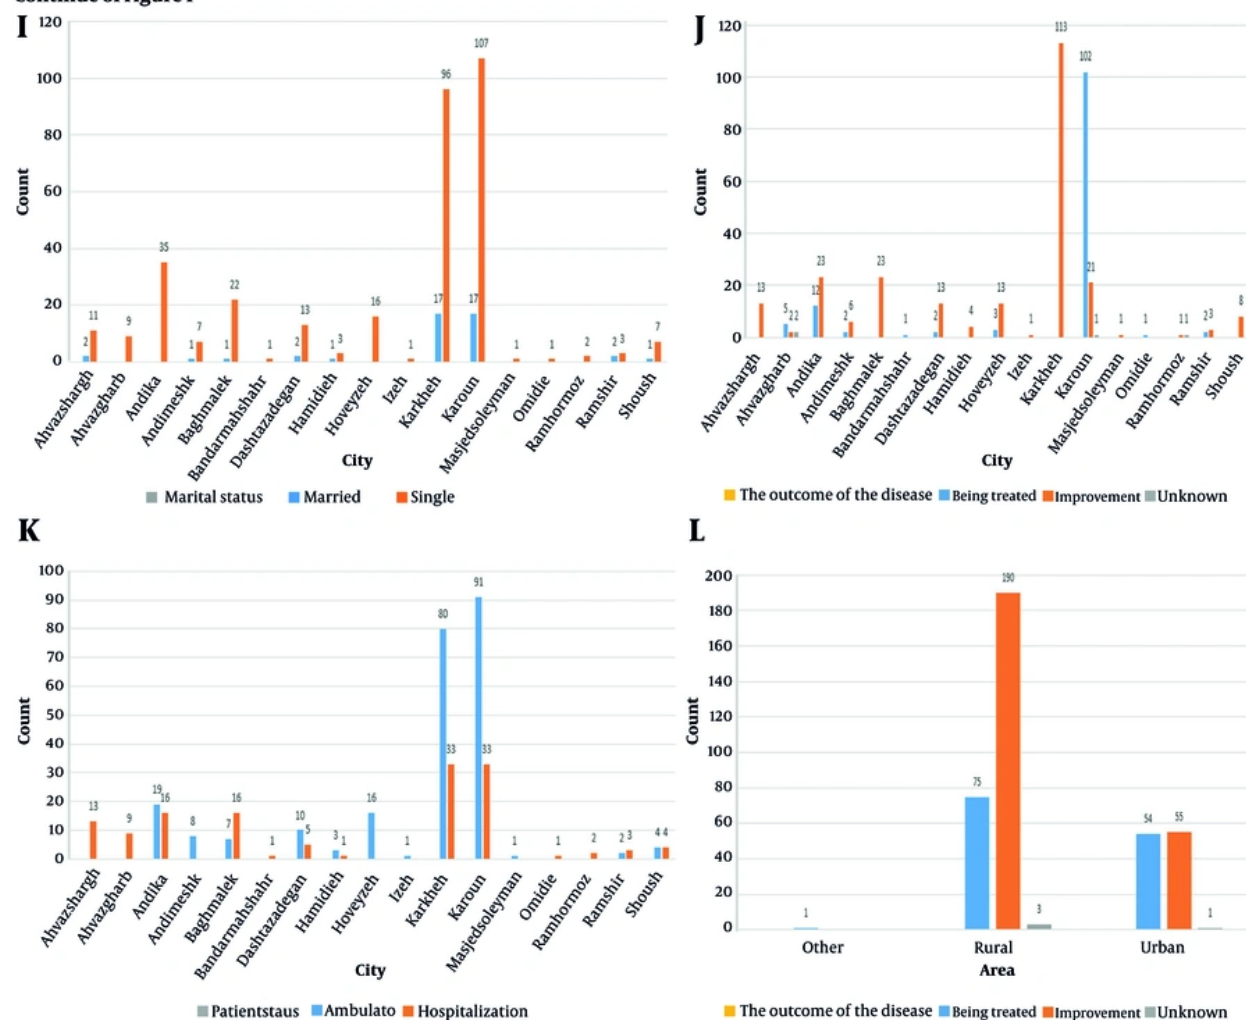 Continue of Figure 1
I
120
100
80
60
40
20
0
Count
2 11 9 35 1 7 1 22 1 2 13 1 3 16 1 17 96 17 107 1 1 2 2 3 1 7
Ahvazshargh
Ahvazgharb
Andika
Andimeshk
Baghmalek
Bandarmahshahr
Dashtazadegan
Hamidieh
Hoveyzeh
Izeh
Karkheh
Karoun
Masjedsoleyman
Omidie
Ramhormoz
Ramshir
Shoush
City
Marital status Married Single
J
120
100
80
60
40
20
0
Count
13 5 2 2 12 23 2 6 23 1 2 13 4 3 13 1 113 102 21 1 1 1 1 1 2 3 8
Ahvazshargh
Ahvazgharb
Andika
Andimeshk
Baghmalek
Bandarmahshahr
Dashtazadegan
Hamidieh
Hoveyzeh
Izeh
Karkheh
Karoun
Masjedsoleyman
Omidie
Ramhormoz
Ramshir
Shoush
City
The outcome of the disease Being treated Improvement Unknown
K
100
90
80
70
60
50
40
30
20
10
0
Count
13 9 19 16 8 7 16 1 10 5 3 1 16 1 80 33 91 33 1 1 2 2 3 4 4
Ahvazshargh
Ahvazgharb
Andika
Andimeshk
Baghmalek
Bandarmahshahr
Dashtazadegan
Hamidieh
Hoveyzeh
Izeh
Karkheh
Karoun
Masjedsoleyman
Omidie
Ramhormoz
Ramshir
Shoush
City
Patientstaus Ambulato Hospitalization
L
200
180
160
140
120
100
80
60
40
20
0
Count
1 75 190 3 54 55 1
Other Rural Urban
Area
The outcome of the disease Being treated Improvement Unknown